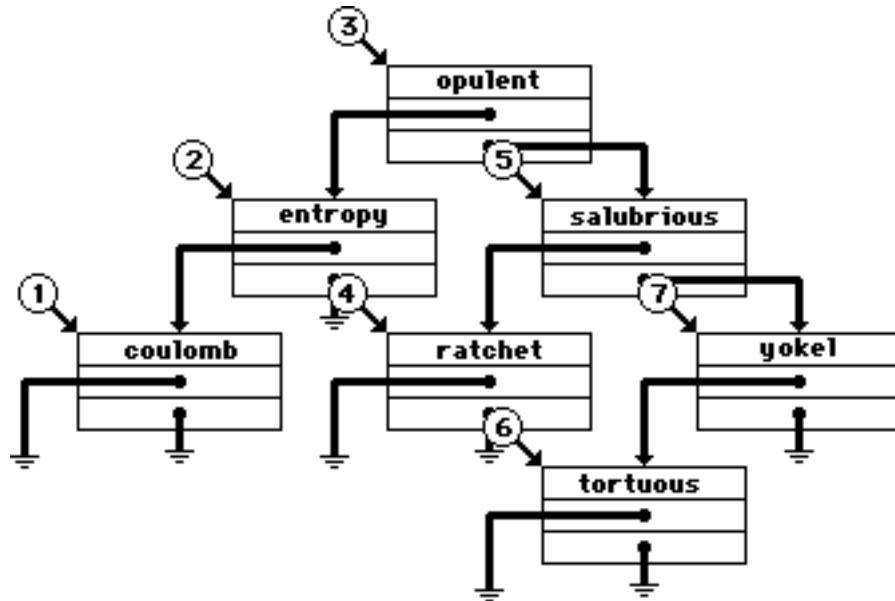 3
opulent
2
5
entropy
salubrious
1
4
7
coulomb
ratchet
yokel
6
tortuous